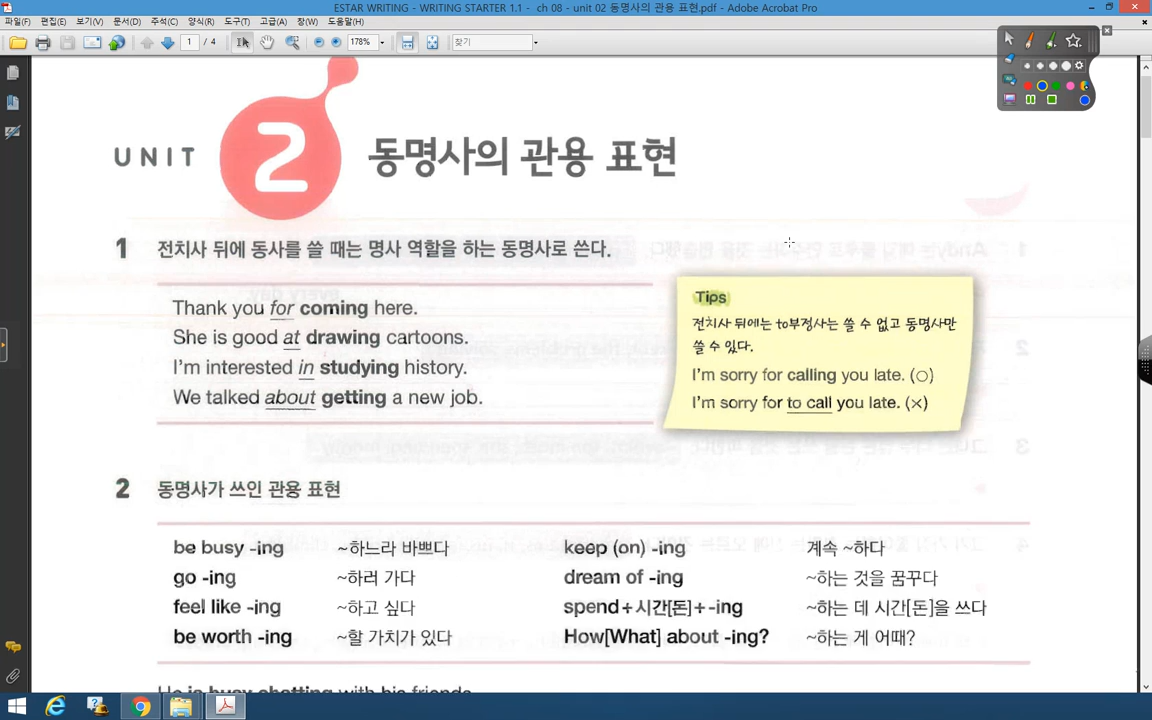 ESTAR WRITING - WRITING STARTER 1.1 - ch 08 - unit 02 동명사의 관용 표현.pdf - Adobe Acrobat Pro
파일(F) 편집(E) 보기(V) 문서(D) 주석(C) 양식(R) 도구(T) 고급(A) 창(W) 도움말(H)
1 / 4 178% 찾기
UNIT 2 동명사의 관용 표현
1 전치사 뒤에 동사를 쓸 때는 명사 역할을 하는 동명사로 쓴다.
Thank you for coming here.
She is good at drawing cartoons.
I'm interested in studying history.
We talked about getting a new job.
Tips
전치사 뒤에는 to부정사는 쓸 수 없고 동명사만
쓸 수 있다.
I'm sorry for calling you late. (○)
I'm sorry for to call you late. (×)
2 동명사가 쓰인 관용 표현
be busy -ing ~하느라 바쁘다 keep (on) -ing 계속 ~하다
go -ing ~하러 가다 dream of -ing ~하는 것을 꿈꾸다
feel like -ing ~하고 싶다 spend+시간[돈]+-ing ~하는 데 시간[돈]을 쓰다
be worth -ing ~할 가치가 있다 How[What] about -ing? ~하는 게 어때?
He is busy chatting with his friends